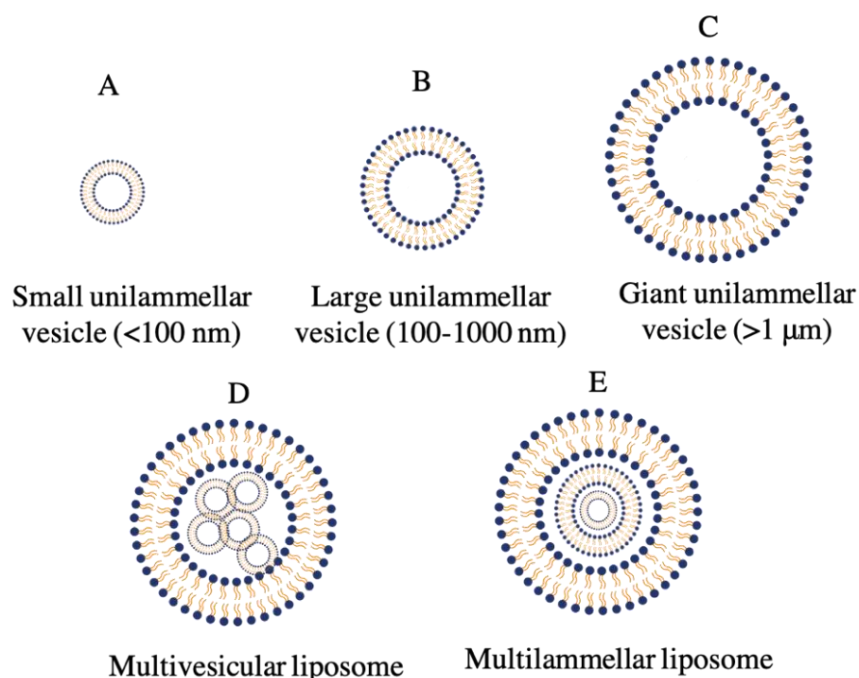 A
B
C
Small unilammellar
vesicle (<100 nm)
Large unilammellar
vesicle (100-1000 nm)
Giant unilammellar
vesicle (>1 μm)
D
E
Multivesicular liposome
Multilammellar liposome